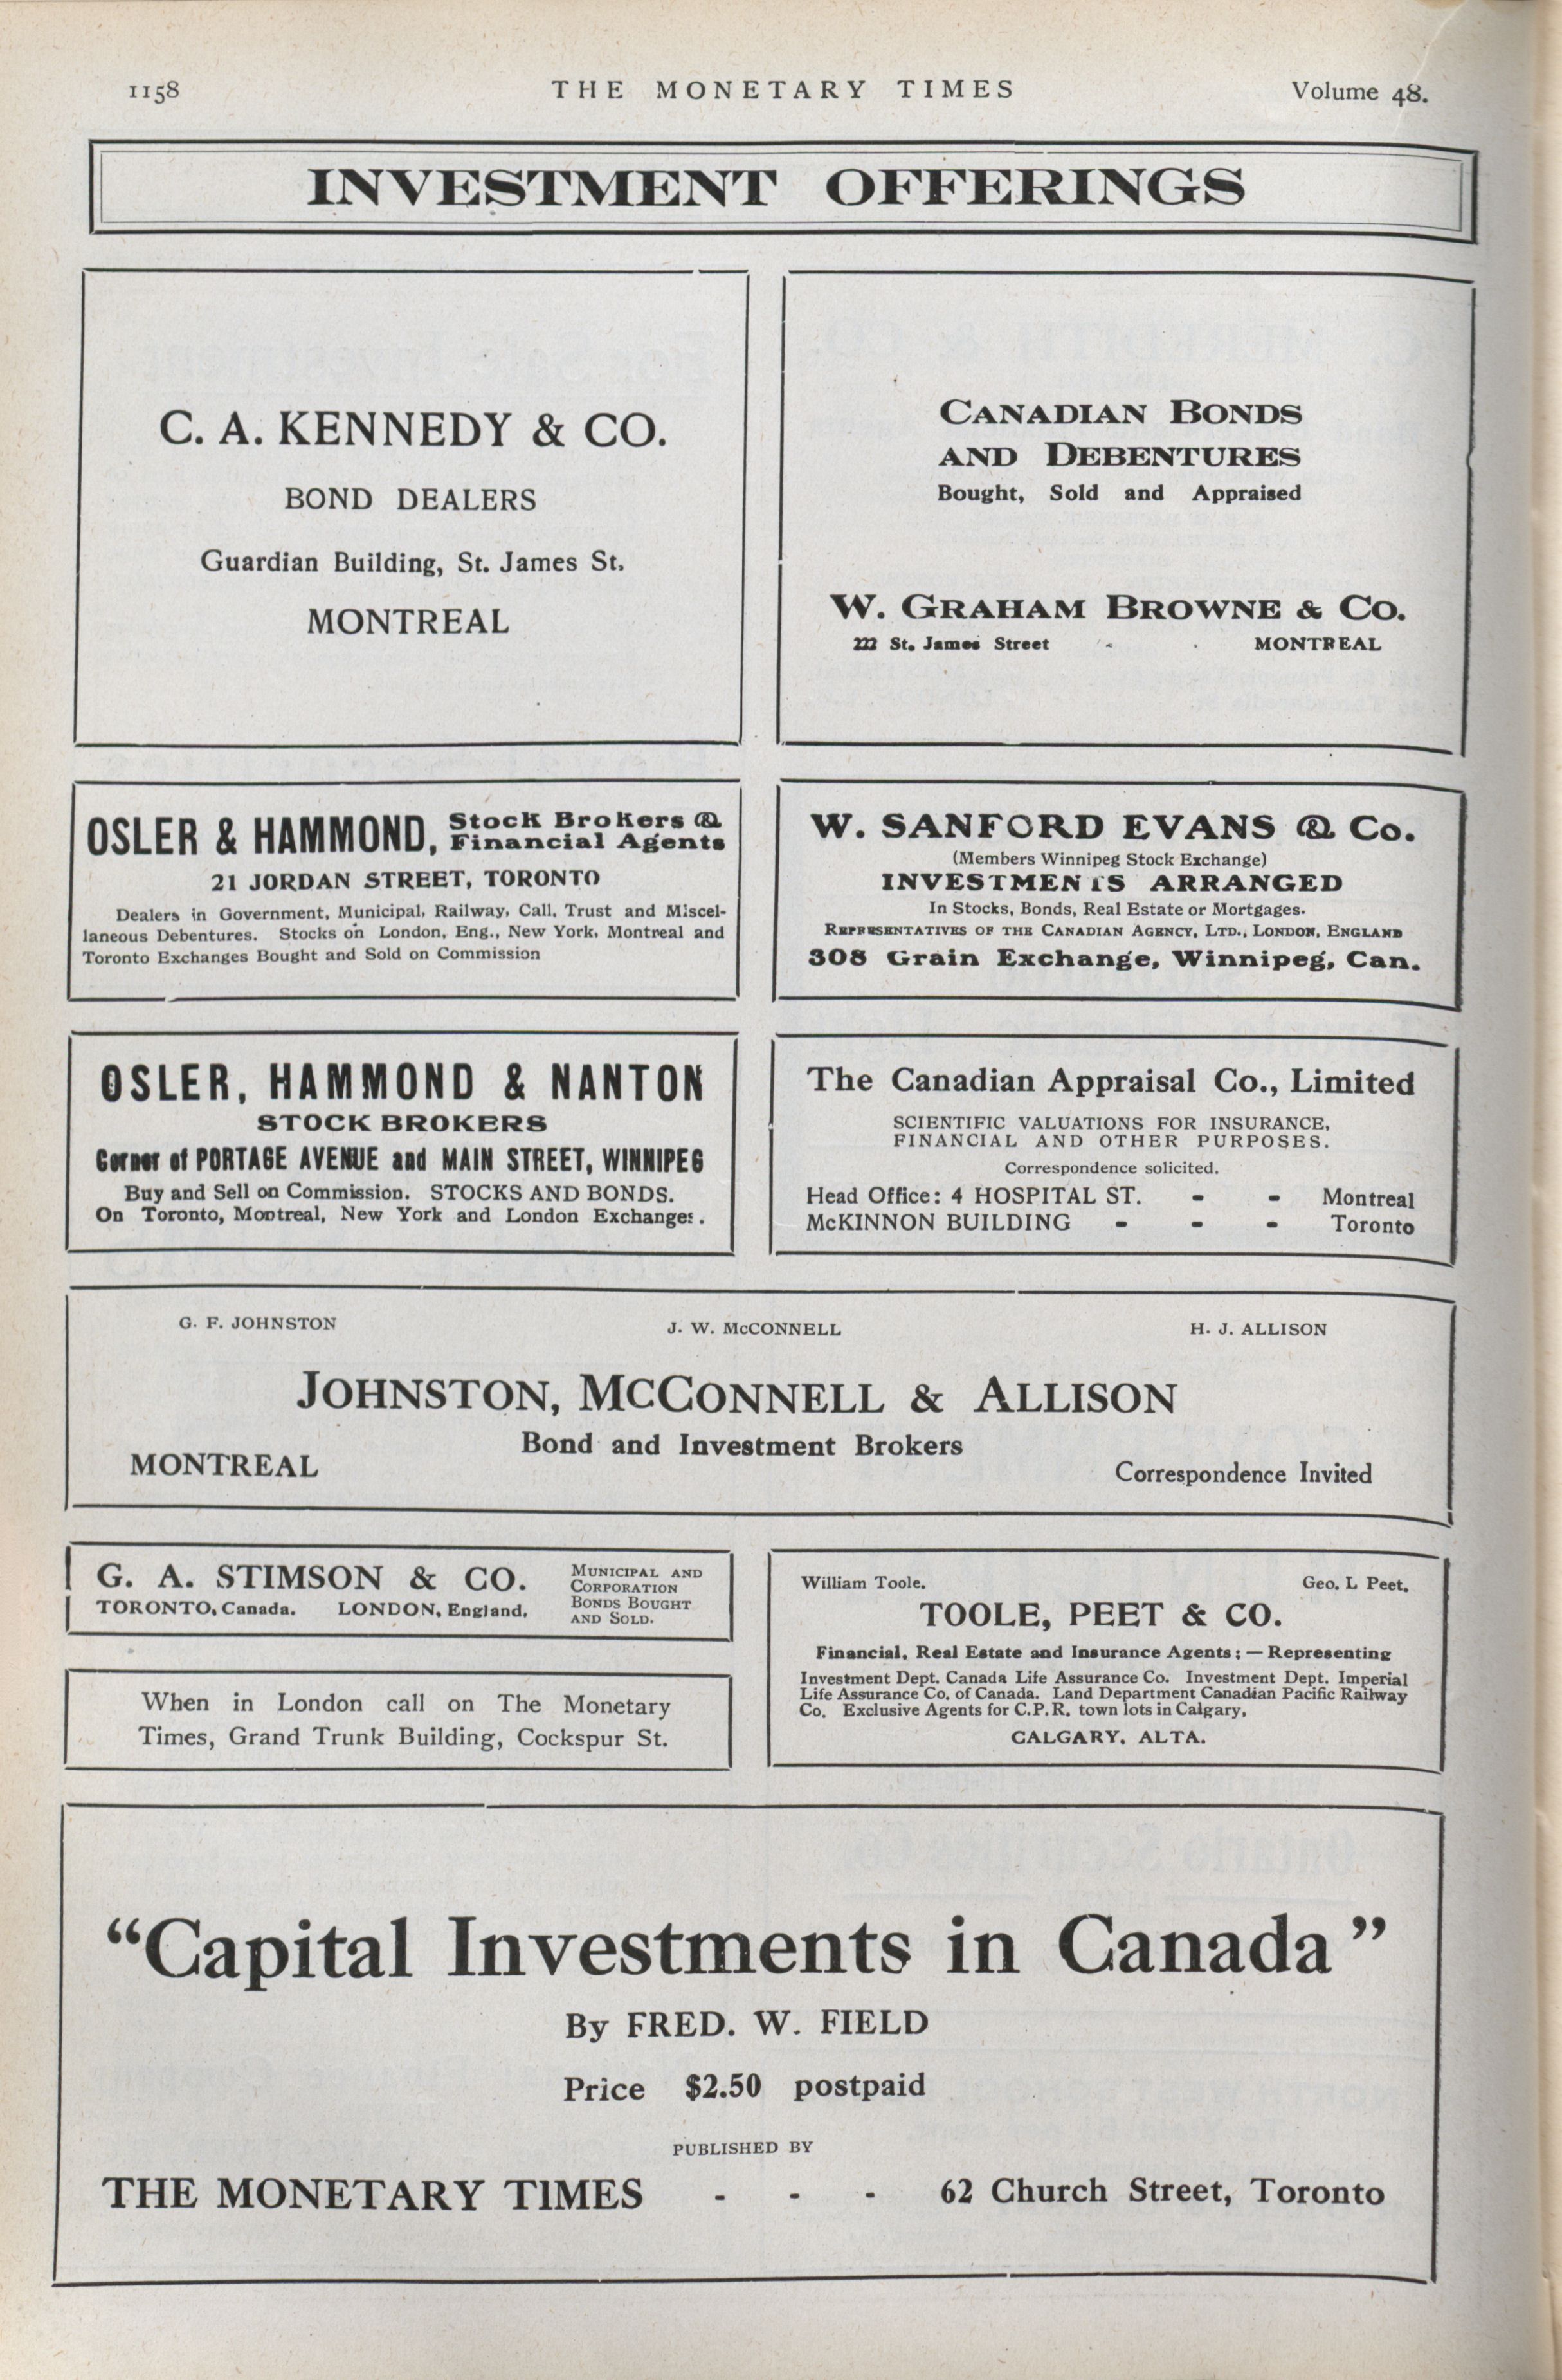 1158
THE MONETARY TIMES
Volume 48.
INVESTMENT OFFERINGS
C. A. KENNEDY & CO.
BOND DEALERS
Guardian Building, St. James St.
MONTREAL
CANADIAN BONDS
AND DEBENTURES
Bought, Sold and Appraised
W. GRAHAM BROWNE & CO.
222 St. James Street - - MONTREAL
OSLER & HAMMOND, Stock Brokers &
Financial Agents
21 JORDAN STREET, TORONTO
Dealers in Government, Municipal, Railway, Call, Trust and Miscel-
laneous Debentures. Stocks on London, Eng., New York, Montreal and
Toronto Exchanges Bought and Sold on Commission
W. SANFORD EVANS & Co.
(Members Winnipeg Stock Exchange)
INVESTMENTS ARRANGED
In Stocks, Bonds, Real Estate or Mortgages.
REPRESENTATIVES OF THE CANADIAN AGENCY, LTD., LONDON, ENGLAND
308 Grain Exchange, Winnipeg, Can.
OSLER, HAMMOND & NANTON
STOCK BROKERS
Corner of PORTAGE AVENUE and MAIN STREET, WINNIPEG
Buy and Sell on Commission. STOCKS AND BONDS.
On Toronto, Montreal, New York and London Exchanges.
The Canadian Appraisal Co., Limited
SCIENTIFIC VALUATIONS FOR INSURANCE,
FINANCIAL AND OTHER PURPOSES.
Correspondence solicited.
Head Office: 4 HOSPITAL ST. - - Montreal
McKINNON BUILDING - - - Toronto
G. F. JOHNSTON
J. W. McCONNELL
H. J. ALLISON
JOHNSTON, MCCONNELL & ALLISON
Bond and Investment Brokers
MONTREAL
Correspondence Invited
G. A. STIMSON & CO.
TORONTO, Canada. LONDON, England.
MUNICIPAL AND
CORPORATION
BONDS BOUGHT
AND SOLD.
When in London call on The Monetary
Times, Grand Trunk Building, Cockspur St.
William Toole.
Geo. L Peet.
TOOLE, PEET & CO.
Financial, Real Estate and Insurance Agents; — Representing
Investment Dept. Canada Life Assurance Co. Investment Dept. Imperial
Life Assurance Co. of Canada. Land Department Canadian Pacific Railway
Co. Exclusive Agents for C.P.R. town lots in Calgary,
CALGARY, ALTA.
“Capital Investments in Canada”
By FRED. W. FIELD
Price $2.50 postpaid
PUBLISHED BY
THE MONETARY TIMES - - - 62 Church Street, Toronto